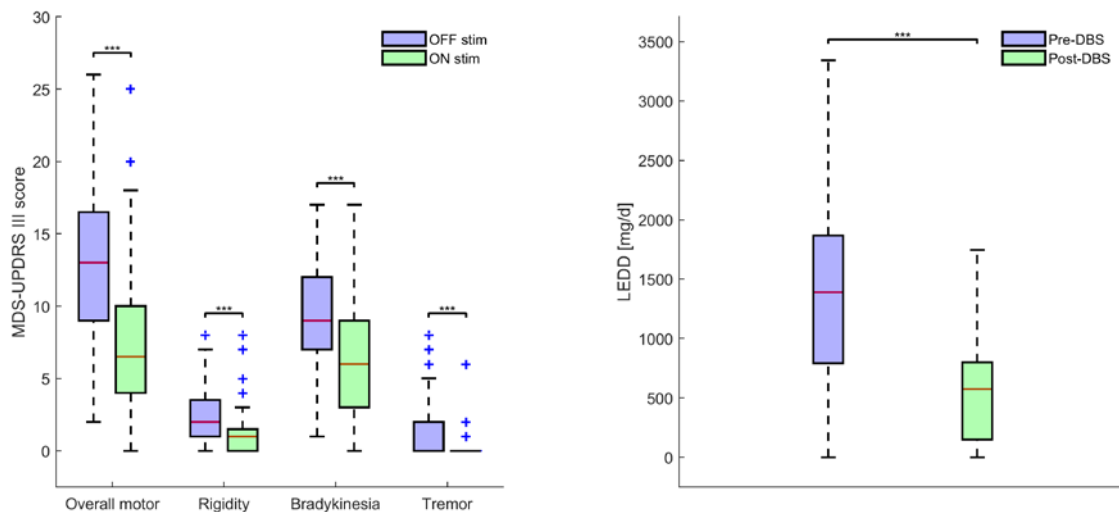 MDS-UPDRS III score
30
25
20
15
10
5
0
***
***
***
***
OFF stim
ON stim
Overall motor
Rigidity
Bradykinesia
Tremor
LEDD [mg/d]
3500
3000
2500
2000
1500
1000
500
0
***
Pre-DBS
Post-DBS